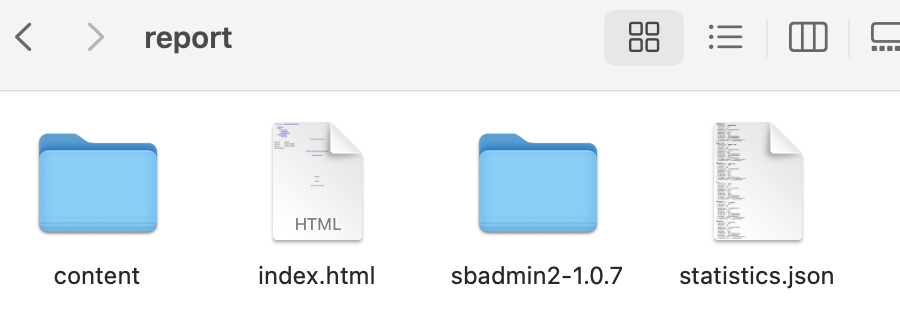 report
HTML
content
index.html
sbadmin2-1.0.7
statistics.json